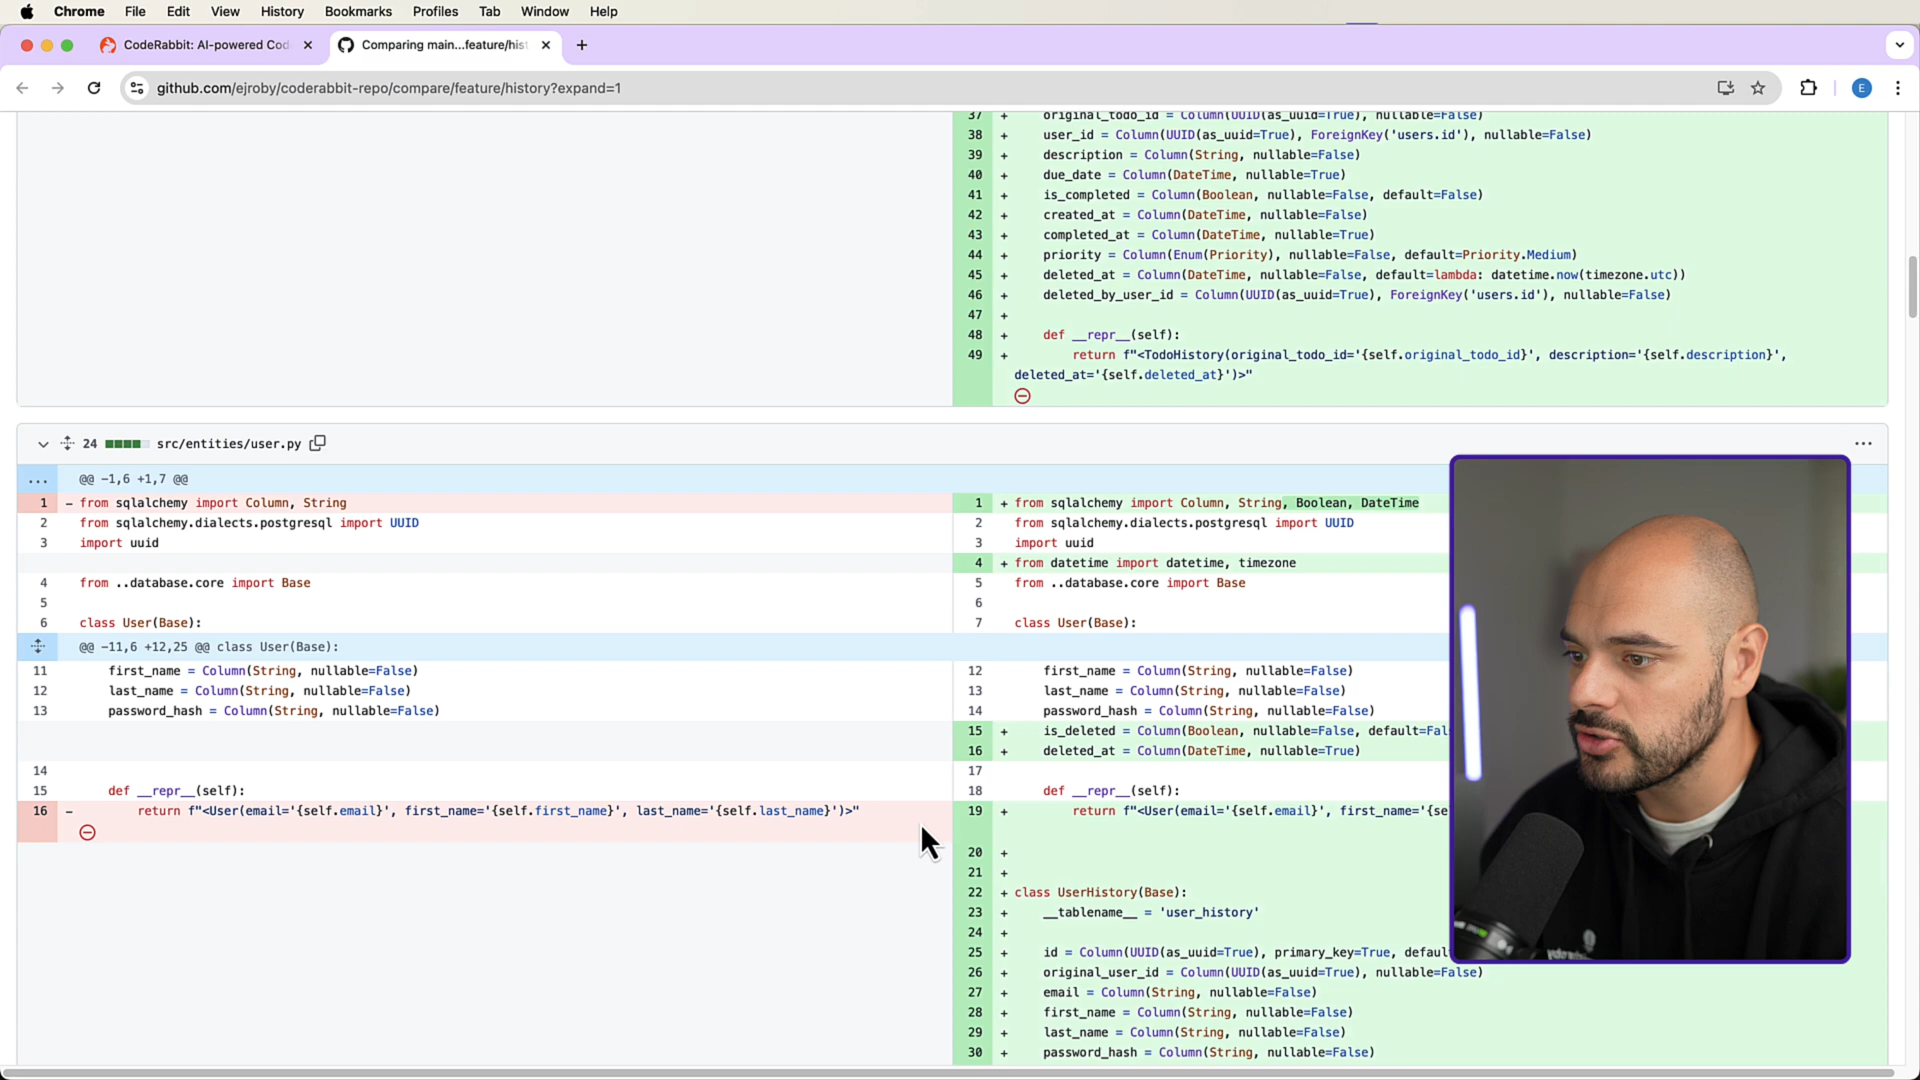 Chrome File Edit View History Bookmarks Profiles Tab Window Help
CodeRabbit: AI-powered Cod
Comparing main...feature/hist
github.com/ejroby/coderabbit-repo/compare/feature/history?expand=1
E
37 + original_todo_id = Column(UUID(as_uuid=True), nullable=False)
38 + user_id = Column(UUID(as_uuid=True), ForeignKey('users.id'), nullable=False)
39 + description = Column(String, nullable=False)
40 + due_date = Column(DateTime, nullable=True)
41 + is_completed = Column(Boolean, nullable=False, default=False)
42 + created_at = Column(DateTime, nullable=False)
43 + completed_at = Column(DateTime, nullable=True)
44 + priority = Column(Enum(Priority), nullable=False, default=Priority.Medium)
45 + deleted_at = Column(DateTime, nullable=False, default=lambda: datetime.now(timezone.utc))
46 + deleted_by_user_id = Column(UUID(as_uuid=True), ForeignKey('users.id'), nullable=False)
47 +
48 + def __repr__(self):
49 + return f"<TodoHistory(original_todo_id='{self.original_todo_id}', description='{self.description}',
deleted_at='{self.deleted_at}')>"
24 src/entities/user.py
@@ -1,6 +1,7 @@
1 - from sqlalchemy import Column, String
2 from sqlalchemy.dialects.postgresql import UUID
3 import uuid
4 from ..database.core import Base
5
6 class User(Base):
@@ -11,6 +12,25 @@ class User(Base):
11 first_name = Column(String, nullable=False)
12 last_name = Column(String, nullable=False)
13 password_hash = Column(String, nullable=False)
14
15 def __repr__(self):
16 - return f"<User(email='{self.email}', first_name='{self.first_name}', last_name='{self.last_name}')>"
1 + from sqlalchemy import Column, String, Boolean, DateTime
2 from sqlalchemy.dialects.postgresql import UUID
3 import uuid
4 + from datetime import datetime, timezone
5 from ..database.core import Base
6
7 class User(Base):
12 first_name = Column(String, nullable=False)
13 last_name = Column(String, nullable=False)
14 password_hash = Column(String, nullable=False)
15 + is_deleted = Column(Boolean, nullable=False, default=Fal
16 + deleted_at = Column(DateTime, nullable=True)
17
18 def __repr__(self):
19 + return f"<User(email='{self.email}', first_name='{se
20 +
21 +
22 + class UserHistory(Base):
23 + __tablename__ = 'user_history'
24 +
25 + id = Column(UUID(as_uuid=True), primary_key=True, defaul
26 + original_user_id = Column(UUID(as_uuid=True), nullable=False)
27 + email = Column(String, nullable=False)
28 + first_name = Column(String, nullable=False)
29 + last_name = Column(String, nullable=False)
30 + password_hash = Column(String, nullable=False)